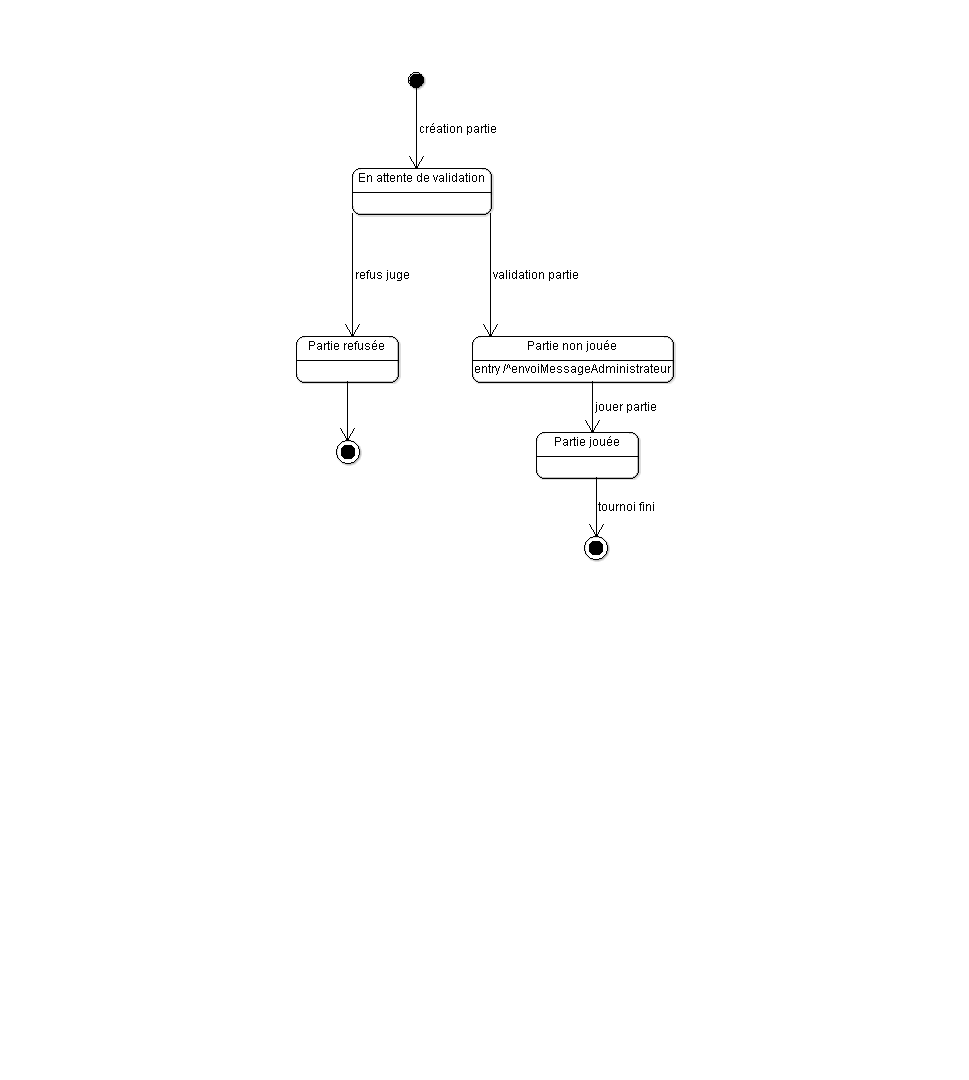 création partie
En attente de validation
refus juge
validation partie
Partie refusée
Partie non jouée
entry /^envoiMessageAdministrateur
jouer partie
Partie jouée
tournoi fini